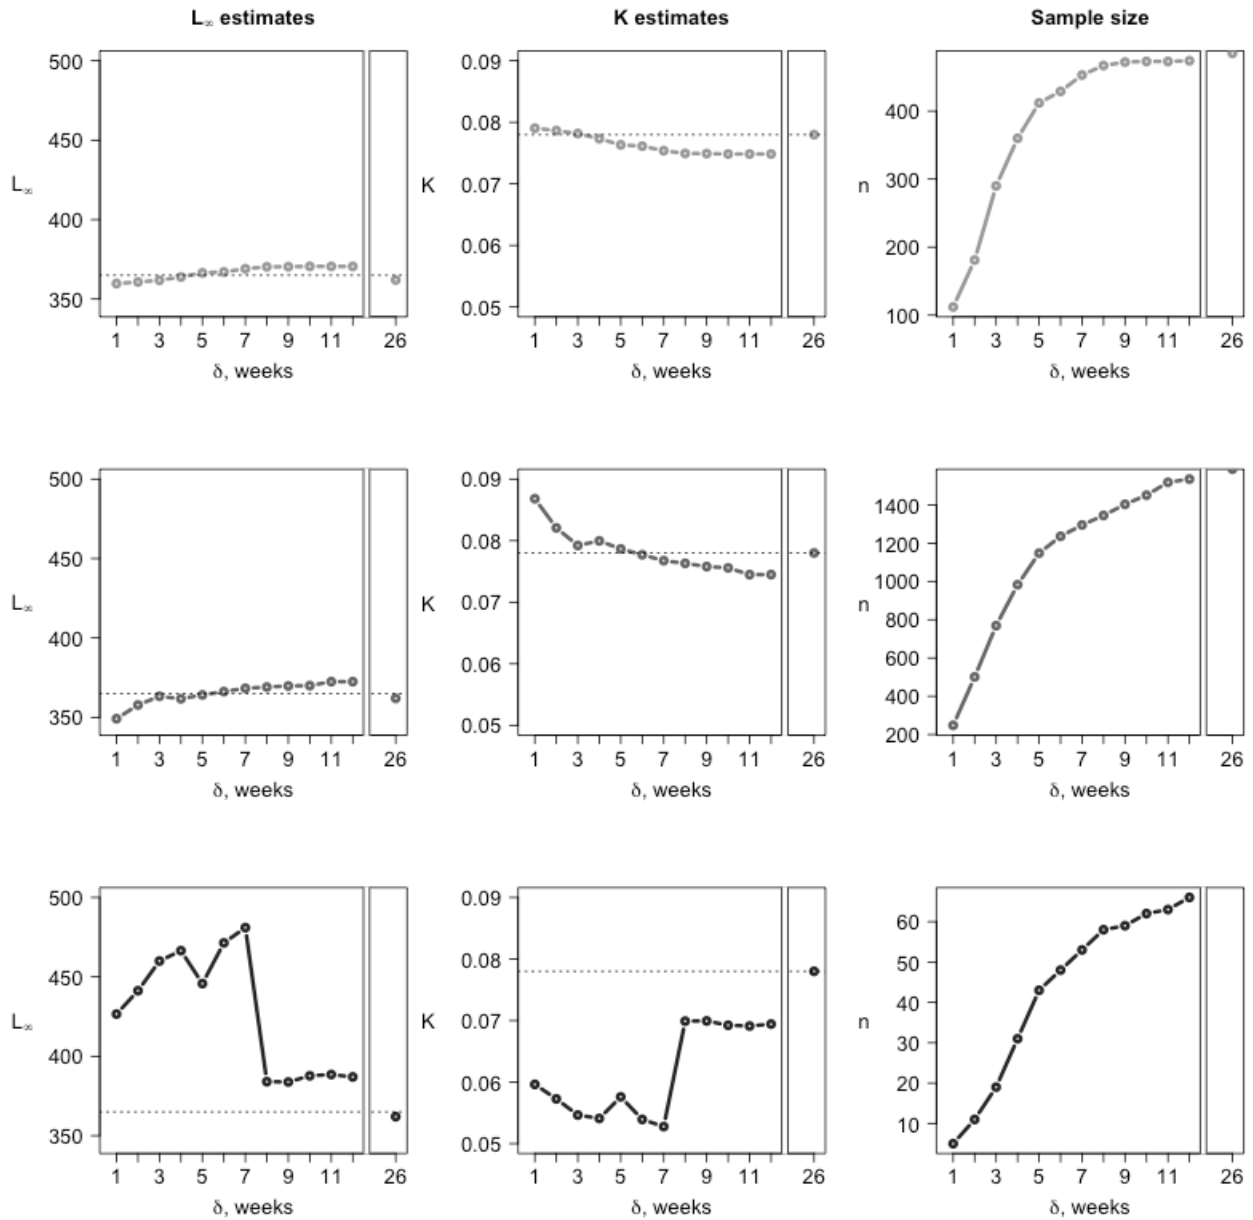 L∞ estimates K estimates Sample size
500 0.09
450 0.08 400
L∞ 400 K 0.07 n 300
350 0.06 200
0.05 100
1 3 5 7 9 11 26 1 3 5 7 9 11 26 1 3 5 7 9 11 26
δ, weeks δ, weeks δ, weeks
500 0.09 1400
450 0.08 1200
L∞ 400 K 0.07 n 1000
350 0.06 800
0.05 600
400
200
1 3 5 7 9 11 26 1 3 5 7 9 11 26 1 3 5 7 9 11 26
δ, weeks δ, weeks δ, weeks
500 0.09 60
450 0.08 50
L∞ 400 K 0.07 n 40
350 0.06 30
0.05 20
10
1 3 5 7 9 11 26 1 3 5 7 9 11 26 1 3 5 7 9 11 26
δ, weeks δ, weeks δ, weeks